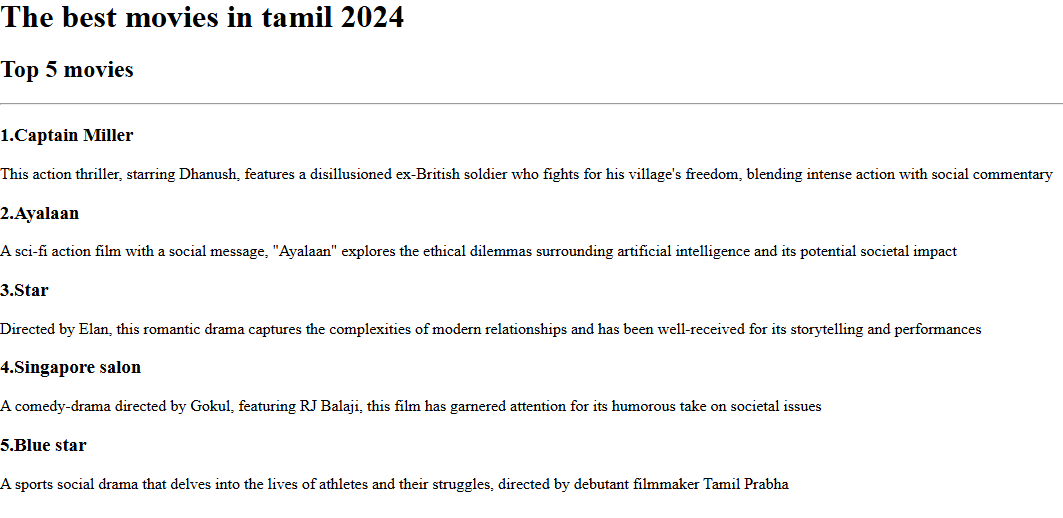 The best movies in tamil 2024
Top 5 movies
1.Captain Miller
This action thriller, starring Dhanush, features a disillusioned ex-British soldier who fights for his village's freedom, blending intense action with social commentary
2.Ayalaan
A sci-fi action film with a social message, "Ayalaan" explores the ethical dilemmas surrounding artificial intelligence and its potential societal impact
3.Star
Directed by Elan, this romantic drama captures the complexities of modern relationships and has been well-received for its storytelling and performances
4.Singapore salon
A comedy-drama directed by Gokul, featuring RJ Balaji, this film has garnered attention for its humorous take on societal issues
5.Blue star
A sports social drama that delves into the lives of athletes and their struggles, directed by debutant filmmaker Tamil Prabha